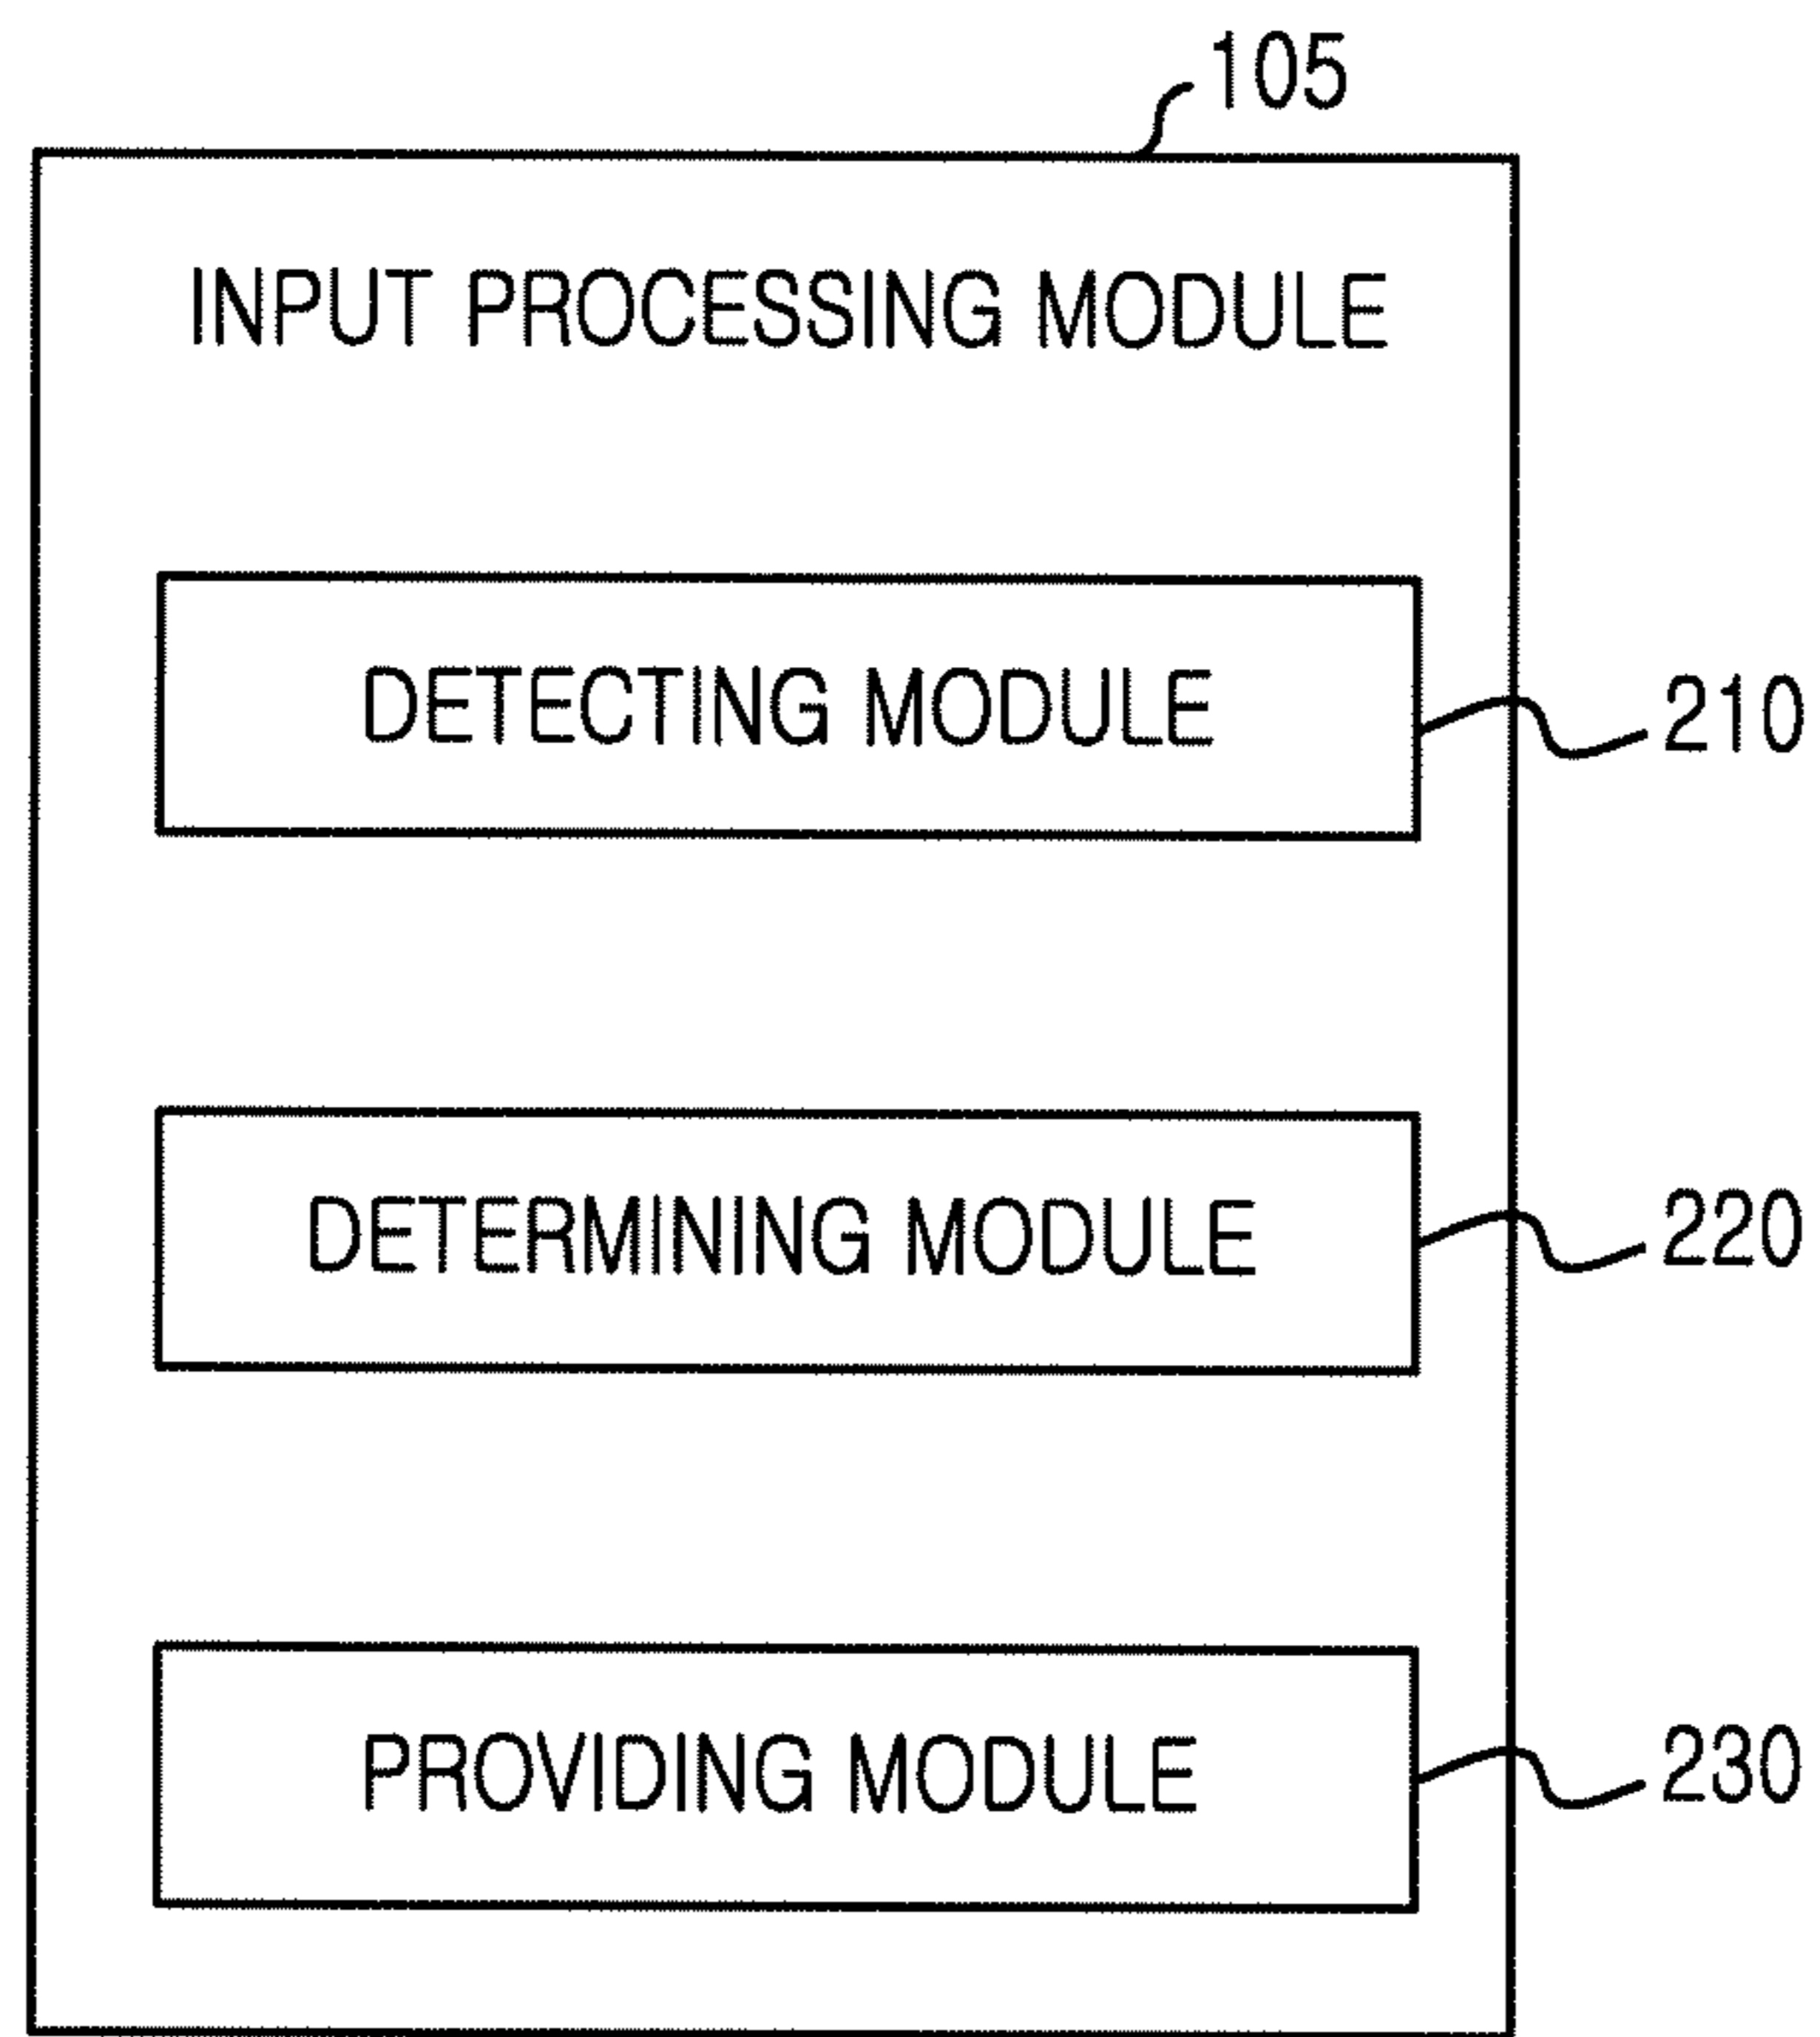 105
INPUT PROCESSING MODULE
DETECTING MODULE
210
DETERMINING MODULE
220
PROVIDING MODULE
230